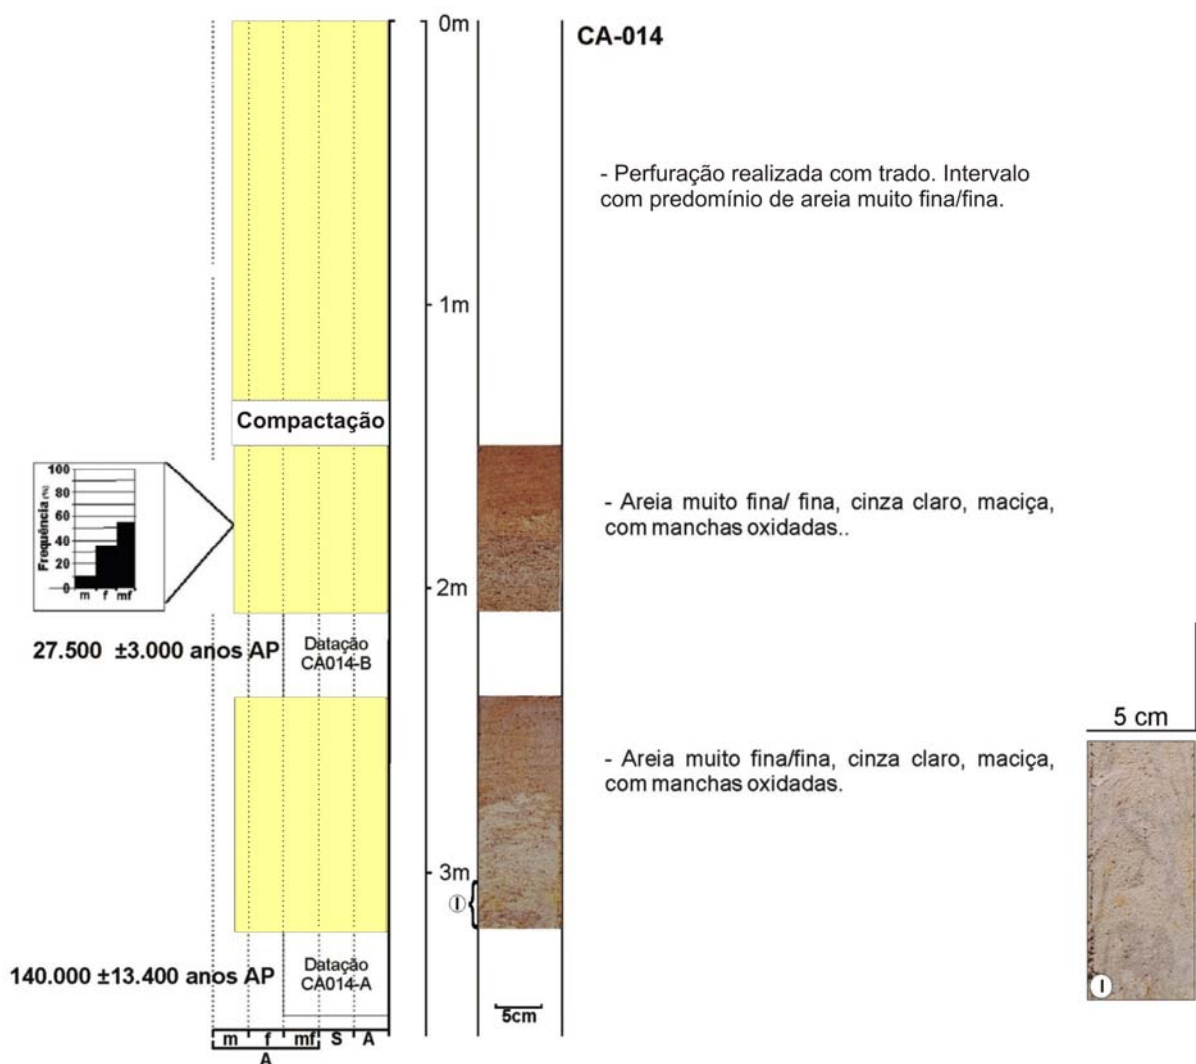 0m
CA-014
- Perfuração realizada com trado. Intervalo
com predomínio de areia muito fina/fina.
1m
Compactação
100
80
60
40
20
0
Frequência (%)
m f mf
- Areia muito fina/ fina, cinza claro, maciça,
com manchas oxidadas..
2m
27.500 ±3.000 anos AP
Datação
CA014-B
5 cm
- Areia muito fina/fina, cinza claro, maciça,
com manchas oxidadas.
3m
I
I
140.000 ±13.400 anos AP
Datação
CA014-A
5cm
m f mf S A
A